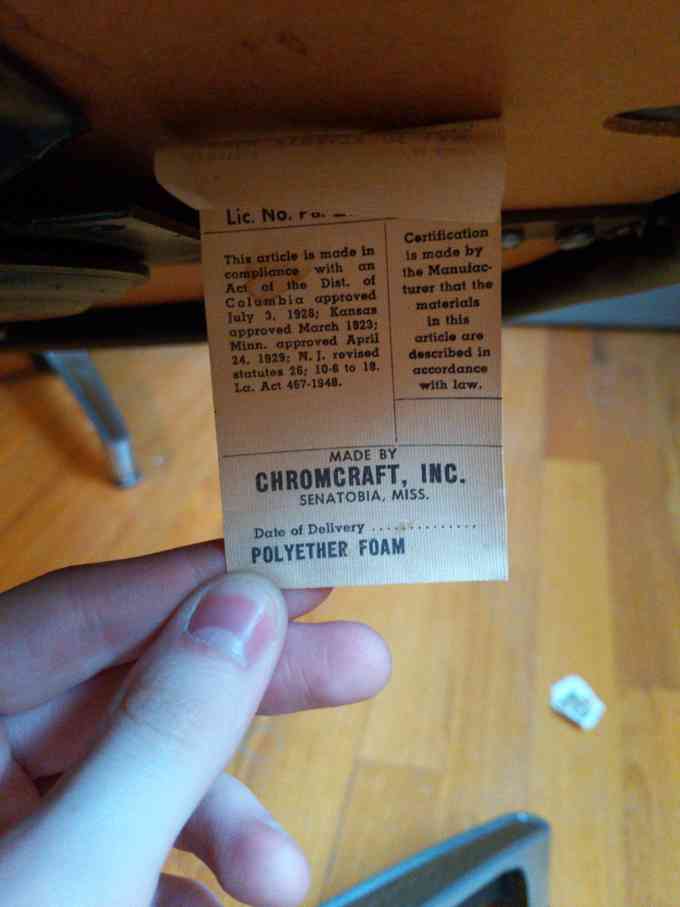 Lic. No. Pa.
This article is made in
compliance with an
Act of the Dist. of
Columbia approved
July 3, 1926; Kansas
approved March 1923;
Minn. approved April
24, 1929; N. J. revised
statutes 26; 10-6 to 18.
La. Act 467-1948.
Certification
is made by
the Manufac-
turer that the
materials
in this
article are
described in
accordance
with law.
MADE BY
CHROMCRAFT, INC.
SENATOBIA, MISS.
Date of Delivery ..............
POLYETHER FOAM